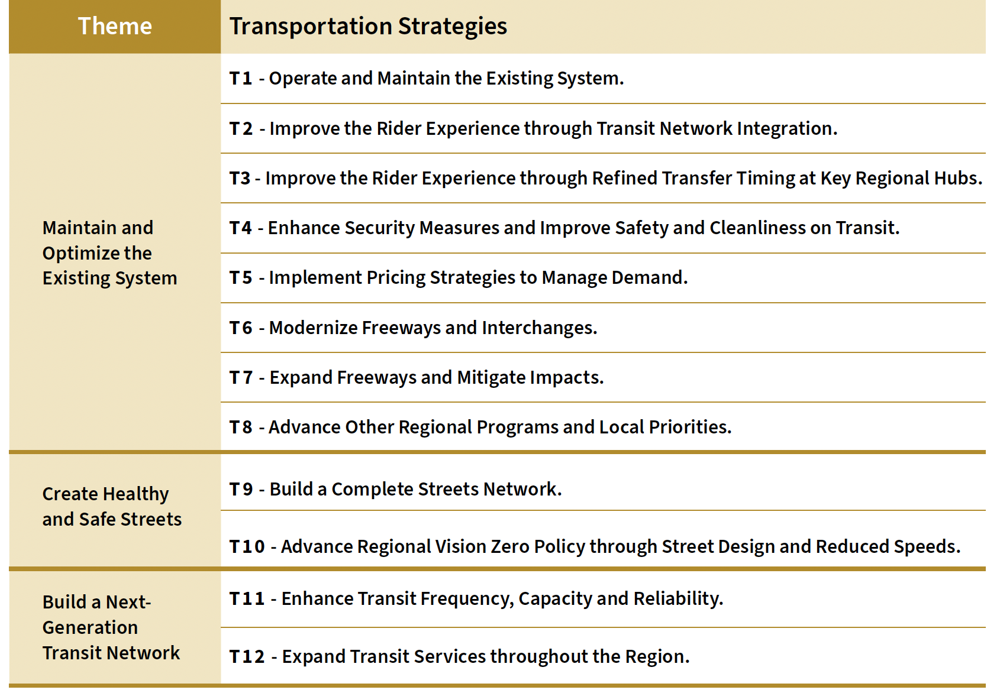 Theme
Transportation Strategies
Maintain and
Optimize the
Existing System
T1 - Operate and Maintain the Existing System.
T2 - Improve the Rider Experience through Transit Network Integration.
T3 - Improve the Rider Experience through Refined Transfer Timing at Key Regional Hubs.
T4 - Enhance Security Measures and Improve Safety and Cleanliness on Transit.
T5 - Implement Pricing Strategies to Manage Demand.
T6 - Modernize Freeways and Interchanges.
T7 - Expand Freeways and Mitigate Impacts.
T8 - Advance Other Regional Programs and Local Priorities.
Create Healthy
and Safe Streets
T9 - Build a Complete Streets Network.
T10 - Advance Regional Vision Zero Policy through Street Design and Reduced Speeds.
Build a Next-
Generation
Transit Network
T11 - Enhance Transit Frequency, Capacity and Reliability.
T12 - Expand Transit Services throughout the Region.